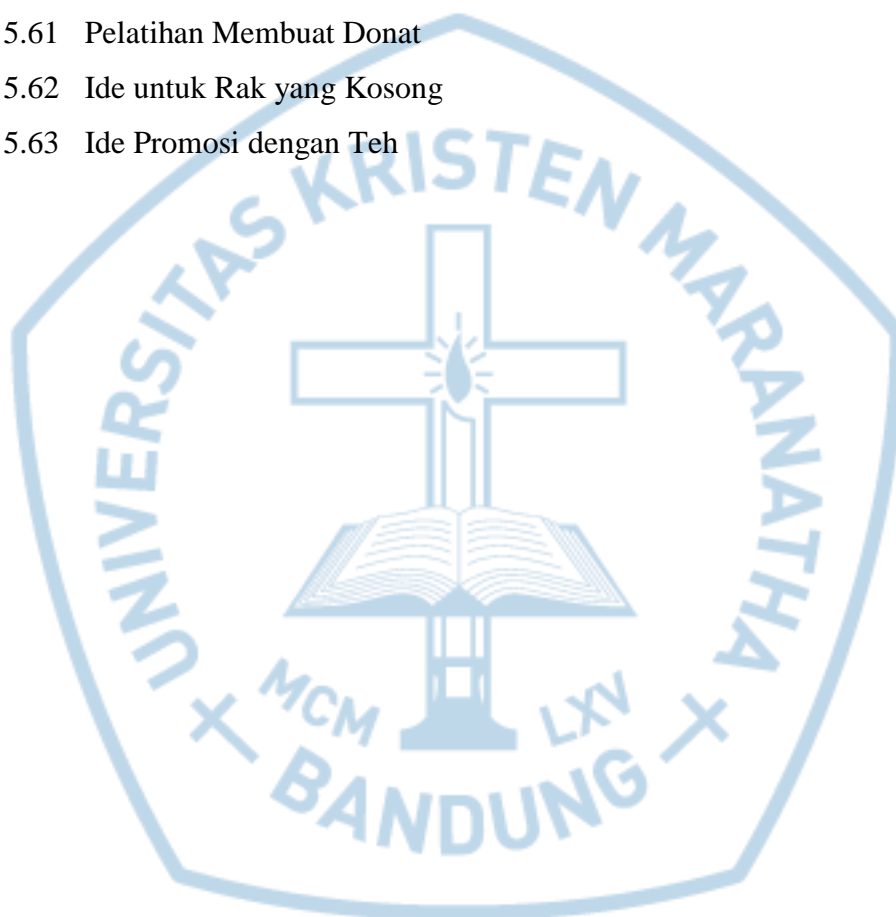 5.61 Pelatihan Membuat Donat
5.62 Ide untuk Rak yang Kosong
5.63 Ide Promosi dengan Teh
UNIVERSITAS KRISTEN MARANATHA
MCM LXV
BANDUNG